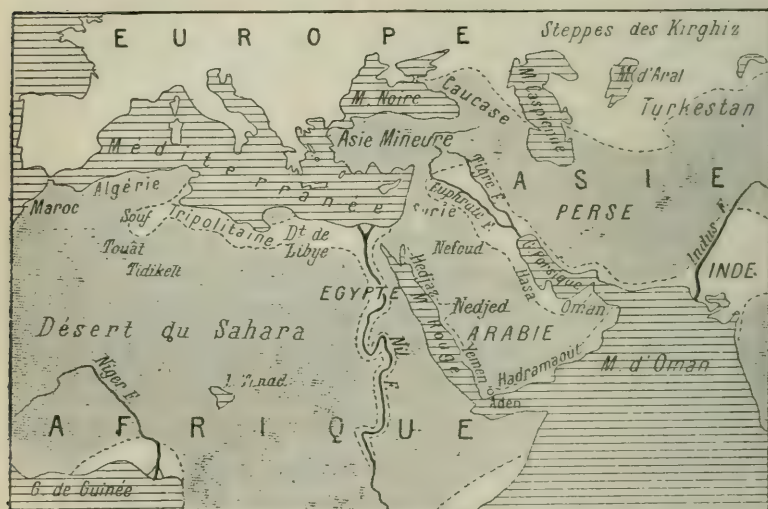 EUROPE
Steppes des Kirghiz
M. Noire
Caucase
M. Caspienne
M. d'Aral
Turkestan
Méditerranée
Asie Mineure
ASIE
Algérie
Maroc
Souf
Tripolitaine
Dt. de Libye
Syrie
Tigre F.
Euphrate F.
PERSE
Indus F.
INDE
Touât
Tidikelt
Nefoud
G. Persique
Hasa
EGYPTE
Hedjaz
M. Rouge
Nedjed
Oman
ARABIE
Désert du Sahara
Nil F.
Yemen
Hadramaout
M. d'Oman
Niger F.
Aden
AFRIQUE
G. de Guinée